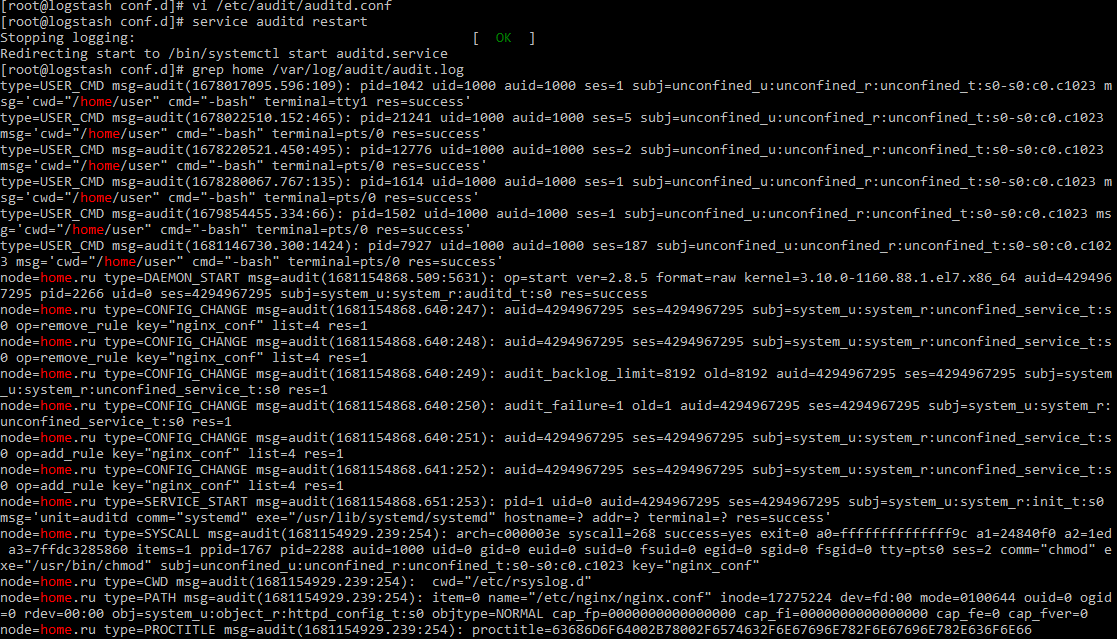 [root@logstash conf.d]# vi /etc/audit/auditd.conf
[root@logstash conf.d]# service auditd restart
Stopping logging:                                          [  OK  ]
Redirecting start to /bin/systemctl start auditd.service
[root@logstash conf.d]# grep home /var/log/audit/audit.log
type=USER_CMD msg=audit(1678017095.596:109): pid=1042 uid=1000 auid=1000 ses=1 subj=unconfined_u:unconfined_r:unconfined_t:s0-s0:c0.c1023 m
sg='cwd="/home/user" cmd="-bash" terminal=tty1 res=success'
type=USER_CMD msg=audit(1678022510.152:465): pid=21241 uid=1000 auid=1000 ses=5 subj=unconfined_u:unconfined_r:unconfined_t:s0-s0:c0.c1023
msg='cwd="/home/user" cmd="-bash" terminal=pts/0 res=success'
type=USER_CMD msg=audit(1678220521.450:495): pid=12776 uid=1000 auid=1000 ses=2 subj=unconfined_u:unconfined_r:unconfined_t:s0-s0:c0.c1023
msg='cwd="/home/user" cmd="-bash" terminal=pts/0 res=success'
type=USER_CMD msg=audit(1678280067.767:135): pid=1614 uid=1000 auid=1000 ses=1 subj=unconfined_u:unconfined_r:unconfined_t:s0-s0:c0.c1023 m
sg='cwd="/home/user" cmd="-bash" terminal=pts/0 res=success'
type=USER_CMD msg=audit(1679854455.334:66): pid=1502 uid=1000 auid=1000 ses=1 subj=unconfined_u:unconfined_r:unconfined_t:s0-s0:c0.c1023 ms
g='cwd="/home/user" cmd="-bash" terminal=pts/0 res=success'
type=USER_CMD msg=audit(1681146730.300:1424): pid=7927 uid=1000 auid=1000 ses=187 subj=unconfined_u:unconfined_r:unconfined_t:s0-s0:c0.c102
3 msg='cwd="/home/user" cmd="-bash" terminal=pts/0 res=success'
node=home.ru type=DAEMON_START msg=audit(1681154868.509:5631): op=start ver=2.8.5 format=raw kernel=3.10.0-1160.88.1.el7.x86_64 auid=429496
7295 pid=2266 uid=0 ses=4294967295 subj=system_u:system_r:auditd_t:s0 res=success
node=home.ru type=CONFIG_CHANGE msg=audit(1681154868.640:247): auid=4294967295 ses=4294967295 subj=system_u:system_r:unconfined_service_t:s
0 op=remove_rule key="nginx_conf" list=4 res=1
node=home.ru type=CONFIG_CHANGE msg=audit(1681154868.640:248): auid=4294967295 ses=4294967295 subj=system_u:system_r:unconfined_service_t:s
0 op=remove_rule key="nginx_conf" list=4 res=1
node=home.ru type=CONFIG_CHANGE msg=audit(1681154868.640:249): audit_backlog_limit=8192 old=8192 auid=4294967295 ses=4294967295 subj=system
_u:system_r:unconfined_service_t:s0 res=1
node=home.ru type=CONFIG_CHANGE msg=audit(1681154868.640:250): audit_failure=1 old=1 auid=4294967295 ses=4294967295 subj=system_u:system_r:
unconfined_service_t:s0 res=1
node=home.ru type=CONFIG_CHANGE msg=audit(1681154868.640:251): auid=4294967295 ses=4294967295 subj=system_u:system_r:unconfined_service_t:s
0 op=add_rule key="nginx_conf" list=4 res=1
node=home.ru type=CONFIG_CHANGE msg=audit(1681154868.641:252): auid=4294967295 ses=4294967295 subj=system_u:system_r:unconfined_service_t:s
0 op=add_rule key="nginx_conf" list=4 res=1
node=home.ru type=SERVICE_START msg=audit(1681154868.651:253): pid=1 uid=0 auid=4294967295 ses=4294967295 subj=system_u:system_r:init_t:s0
msg='unit=auditd comm="systemd" exe="/usr/lib/systemd/systemd" hostname=? addr=? terminal=? res=success'
node=home.ru type=SYSCALL msg=audit(1681154929.239:254): arch=c000003e syscall=268 success=yes exit=0 a0=ffffffffffffff9c a1=24840f0 a2=1ed
 a3=7ffdc3285860 items=1 ppid=1767 pid=2288 auid=1000 uid=0 gid=0 euid=0 suid=0 fsuid=0 egid=0 sgid=0 fsgid=0 tty=pts0 ses=2 comm="chmod" e
xe="/usr/bin/chmod" subj=unconfined_u:unconfined_r:unconfined_t:s0-s0:c0.c1023 key="nginx_conf"
node=home.ru type=CWD msg=audit(1681154929.239:254):  cwd="/etc/rsyslog.d"
node=home.ru type=PATH msg=audit(1681154929.239:254): item=0 name="/etc/nginx/nginx.conf" inode=17275224 dev=fd:00 mode=0100644 ouid=0 ogid
=0 rdev=00:00 obj=system_u:object_r:httpd_config_t:s0 objtype=NORMAL cap_fp=0000000000000000 cap_fi=0000000000000000 cap_fe=0 cap_fver=0
node=home.ru type=PROCTITLE msg=audit(1681154929.239:254): proctitle=63686D6F64002B78002F6574632F6E67696E782F6E67696E782E636F6E66